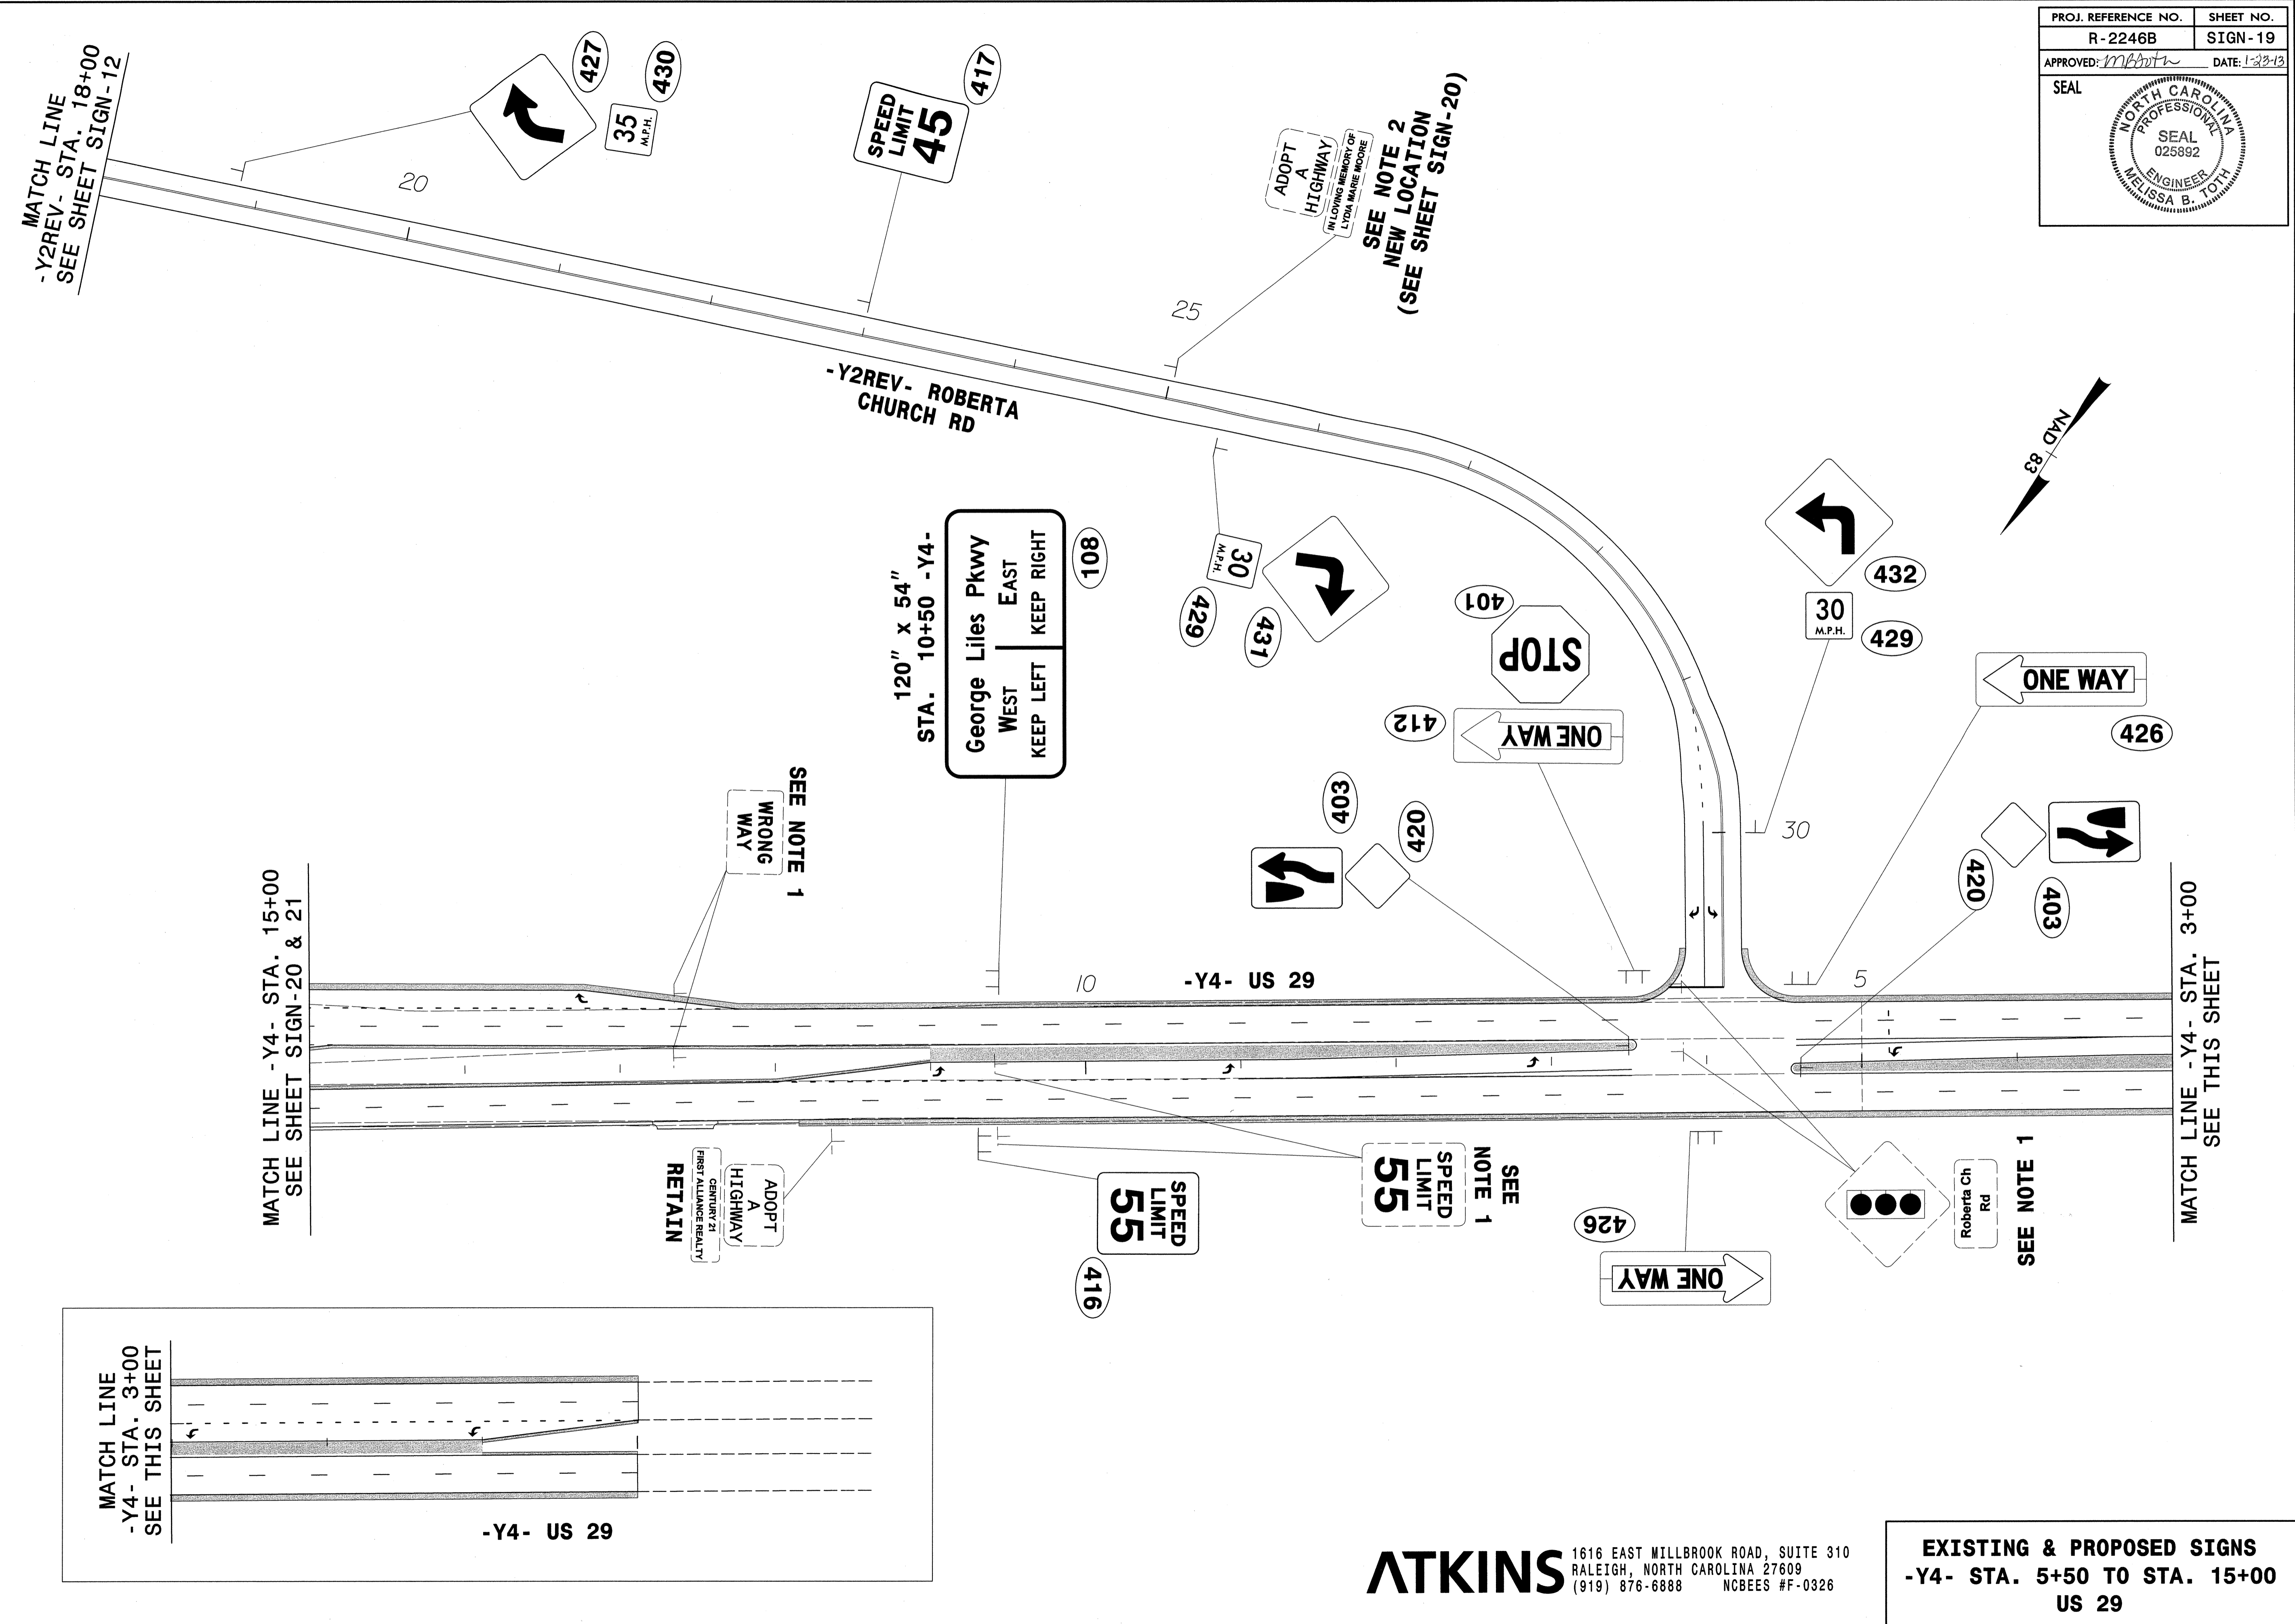 PROJ. REFERENCE NO.
SHEET NO.
R-2246B
SIGN-19
APPROVED: MBToth
DATE: 1-23-13
SEAL
NORTH CAROLINA
PROFESSIONAL
SEAL
025892
ENGINEER
MELISSA B. TOTH
MATCH LINE
-Y2REV- STA. 18+00
SEE SHEET SIGN-12
427
35
M.P.H.
430
20
SPEED
LIMIT
45
417
ADOPT
A
HIGHWAY
IN LOVING MEMORY OF
LYDIA MARIE MOORE
SEE NOTE 2
NEW LOCATION
(SEE SHEET SIGN-20)
25
-Y2REV- ROBERTA
CHURCH RD
NAD 83
120" x 54"
STA. 10+50 -Y4-
George Liles Pkwy
WEST
EAST
KEEP LEFT
KEEP RIGHT
108
30
M.P.H.
429
431
401
STOP
412
ONE WAY
432
30
M.P.H.
429
ONE WAY
426
403
420
30
420
403
WRONG
WAY
SEE NOTE 1
MATCH LINE -Y4- STA. 15+00
SEE SHEET SIGN-20 & 21
10
-Y4- US 29
5
MATCH LINE -Y4- STA. 3+00
SEE THIS SHEET
ADOPT
A
HIGHWAY
CENTURY 21
FIRST ALLIANCE REALTY
RETAIN
SPEED
LIMIT
55
416
SPEED
LIMIT
55
SEE
NOTE 1
426
ONE WAY
Roberta Ch
Rd
SEE NOTE 1
MATCH LINE
-Y4- STA. 3+00
SEE THIS SHEET
-Y4- US 29
ATKINS
1616 EAST MILLBROOK ROAD, SUITE 310
RALEIGH, NORTH CAROLINA 27609
(919) 876-6888 NCBEES #F-0326
EXISTING & PROPOSED SIGNS
-Y4- STA. 5+50 TO STA. 15+00
US 29